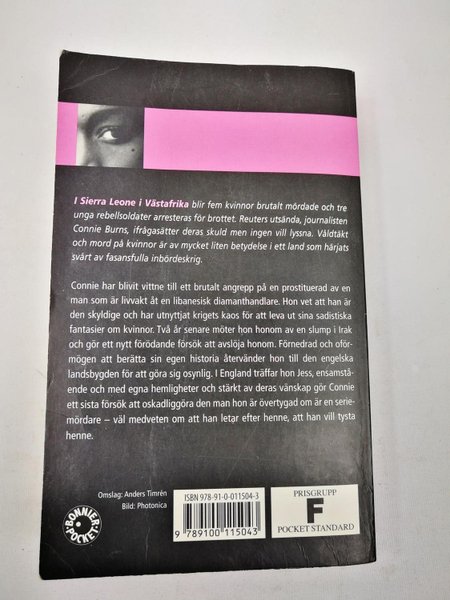 I Sierra Leone i Västafrika blir fem kvinnor brutalt mördade och tre
unga rebellsoldater arresteras för brottet. Reuters utsända, journalisten
Connie Burns, ifrågasätter deras skuld men ingen vill lyssna. Våldtäkt
och mord på kvinnor är av mycket liten betydelse i ett land som härjats
svårt av fasansfulla inbördeskrig.
Connie har blivit vittne till ett brutalt angrepp på en prostituerad av en
man som är livvakt åt en libanesisk diamanthandlare. Hon vet att han är
den skyldige och har utnyttjat krigets kaos för att leva ut sina sadistiska
fantasier om kvinnor. Två år senare möter hon honom av en slump i Irak
och gör ett nytt förödande försök att avslöja honom. Förnedrad och oför-
mögen att berätta sin egen historia återvänder hon till den engelska
landsbygden för att göra sig osynlig. I England träffar hon Jess, ensamstå-
ende och med egna hemligheter och stärkt av deras vänskap gör Connie
ett sista försök att oskadliggöra den man hon är övertygad om är en serie-
mördare – väl medveten om att han letar efter henne, att han vill tysta
henne.
Omslag: Anders Timrén
Bild: Photonica
BONNIER POCKET
ISBN 978-91-0-011504-3
9 789100 115043
PRISGRUPP
F
POCKET STANDARD